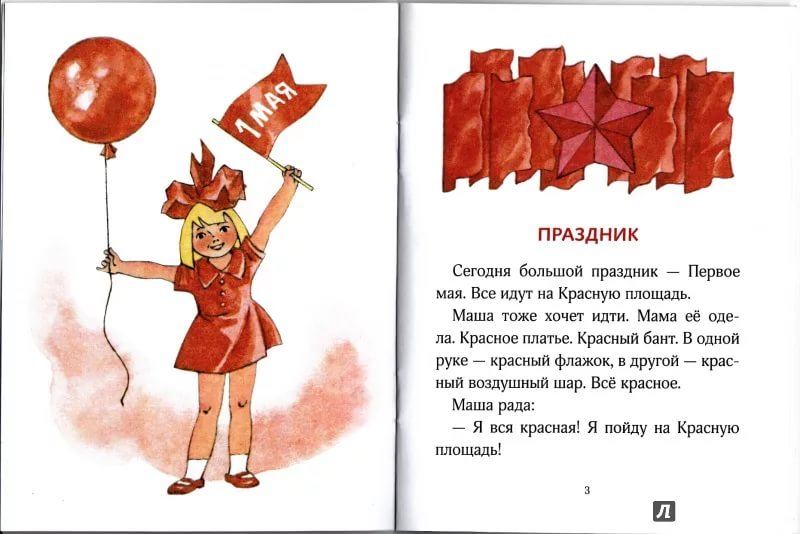 1 МАЯ
ПРАЗДНИК
Сегодня большой праздник — Первое
мая. Все идут на Красную площадь.
Маша тоже хочет идти. Мама её оде-
ла. Красное платье. Красный бант. В одной
руке — красный флажок, в другой — крас-
ный воздушный шар. Всё красное.
Маша рада:
— Я вся красная! Я пойду на Красную
площадь!
3
Л